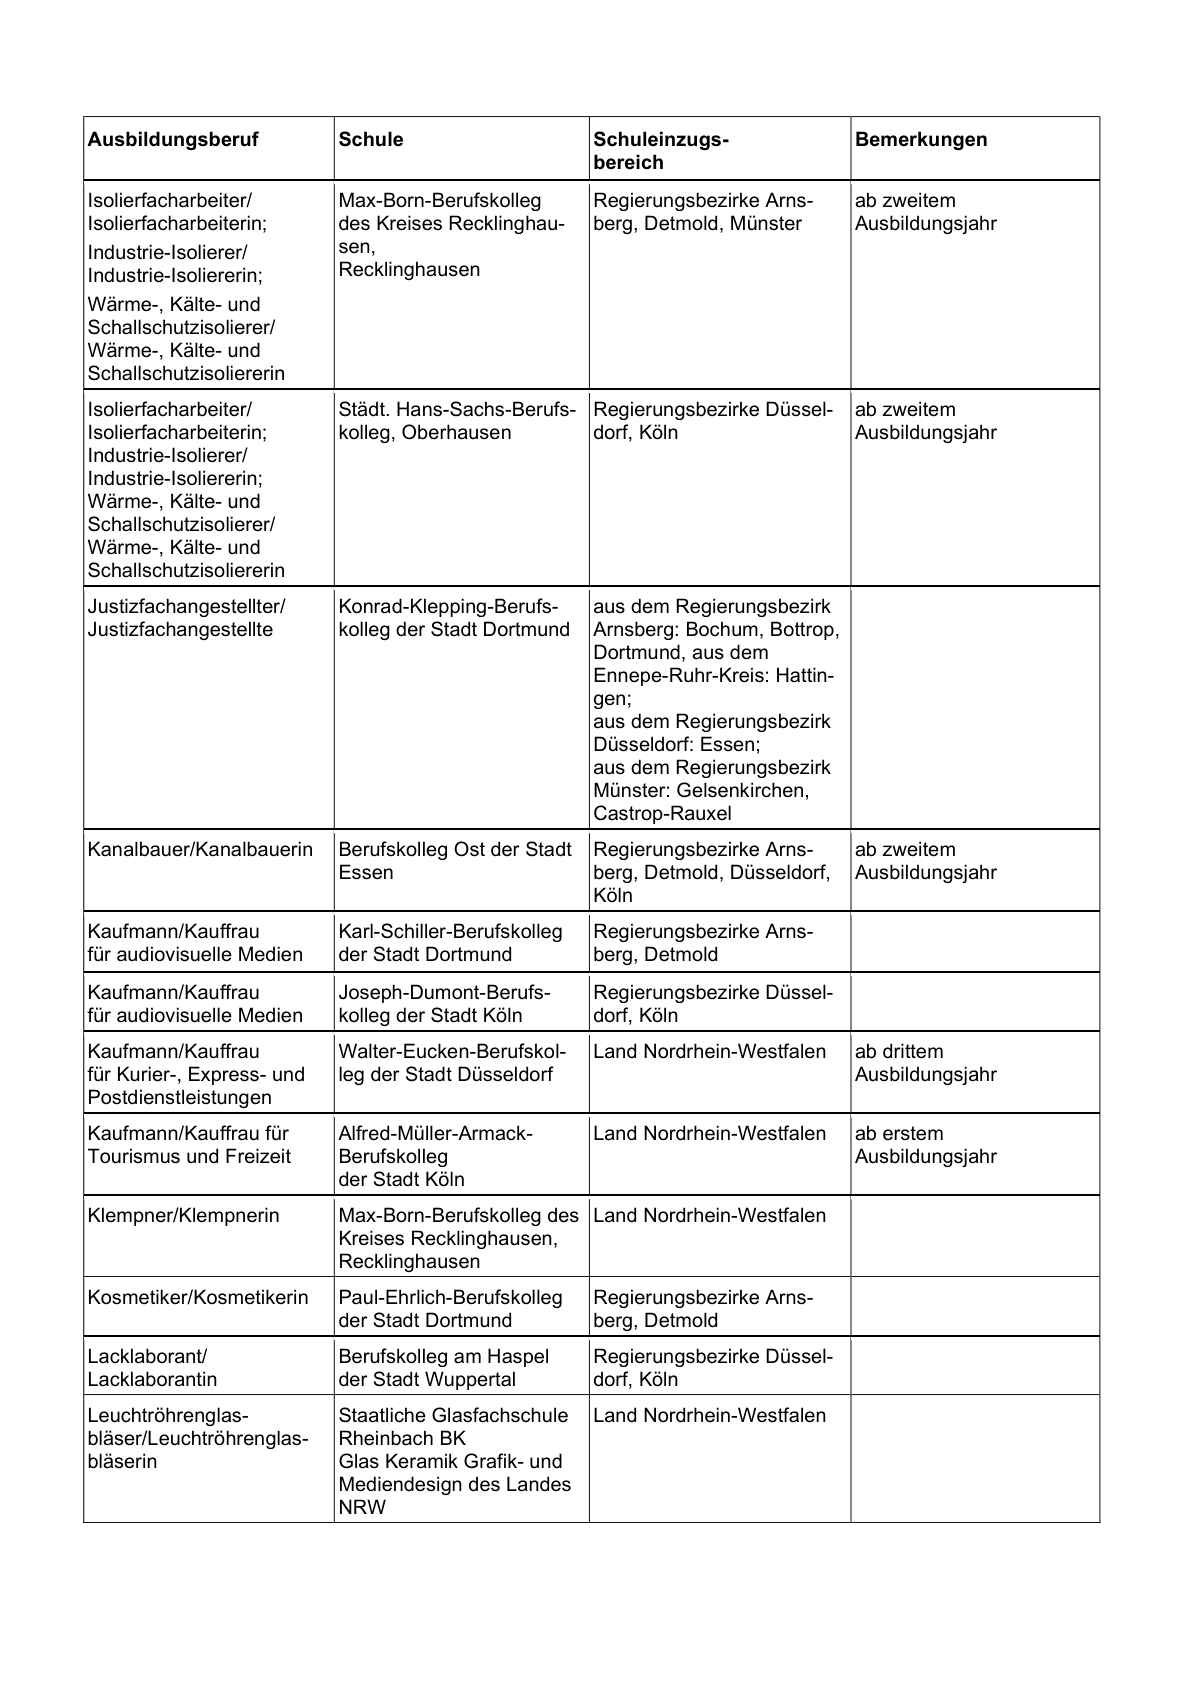 Ausbildungsberuf
Schule
Schuleinzugs-
bereich
Bemerkungen
Isolierfacharbeiter/
Isolierfacharbeiterin;
Industrie-Isolierer/
Industrie-Isoliererin;
Wärme-, Kälte- und
Schallschutzisolierer/
Wärme-, Kälte- und
Schallschutzisoliererin
Max-Born-Berufskolleg
des Kreises Recklinghau-
sen,
Recklinghausen
Regierungsbezirke Arns-
berg, Detmold, Münster
ab zweitem
Ausbildungsjahr
Isolierfacharbeiter/
Isolierfacharbeiterin;
Industrie-Isolierer/
Industrie-Isoliererin;
Wärme-, Kälte- und
Schallschutzisolierer/
Wärme-, Kälte- und
Schallschutzisoliererin
Städt. Hans-Sachs-Berufs-
kolleg, Oberhausen
Regierungsbezirke Düssel-
dorf, Köln
ab zweitem
Ausbildungsjahr
Justizfachangestellter/
Justizfachangestellte
Konrad-Klepping-Berufs-
kolleg der Stadt Dortmund
aus dem Regierungsbezirk
Arnsberg: Bochum, Bottrop,
Dortmund, aus dem
Ennepe-Ruhr-Kreis: Hattin-
gen;
aus dem Regierungsbezirk
Düsseldorf: Essen;
aus dem Regierungsbezirk
Münster: Gelsenkirchen,
Castrop-Rauxel
Kanalbauer/Kanalbauerin
Berufskolleg Ost der Stadt
Essen
Regierungsbezirke Arns-
berg, Detmold, Düsseldorf,
Köln
ab zweitem
Ausbildungsjahr
Kaufmann/Kauffrau
für audiovisuelle Medien
Karl-Schiller-Berufskolleg
der Stadt Dortmund
Regierungsbezirke Arns-
berg, Detmold
Kaufmann/Kauffrau
für audiovisuelle Medien
Joseph-Dumont-Berufs-
kolleg der Stadt Köln
Regierungsbezirke Düssel-
dorf, Köln
Kaufmann/Kauffrau
für Kurier-, Express- und
Postdienstleistungen
Walter-Eucken-Berufskol-
leg der Stadt Düsseldorf
Land Nordrhein-Westfalen
ab drittem
Ausbildungsjahr
Kaufmann/Kauffrau für
Tourismus und Freizeit
Alfred-Müller-Armack-
Berufskolleg
der Stadt Köln
Land Nordrhein-Westfalen
ab erstem
Ausbildungsjahr
Klempner/Klempnerin
Max-Born-Berufskolleg des
Kreises Recklinghausen,
Recklinghausen
Land Nordrhein-Westfalen
Kosmetiker/Kosmetikerin
Paul-Ehrlich-Berufskolleg
der Stadt Dortmund
Regierungsbezirke Arns-
berg, Detmold
Lacklaborant/
Lacklaborantin
Berufskolleg am Haspel
der Stadt Wuppertal
Regierungsbezirke Düssel-
dorf, Köln
Leuchtröhrenglas-
bläser/Leuchtröhrenglas-
bläserin
Staatliche Glasfachschule
Rheinbach BK
Glas Keramik Grafik- und
Mediendesign des Landes
NRW
Land Nordrhein-Westfalen